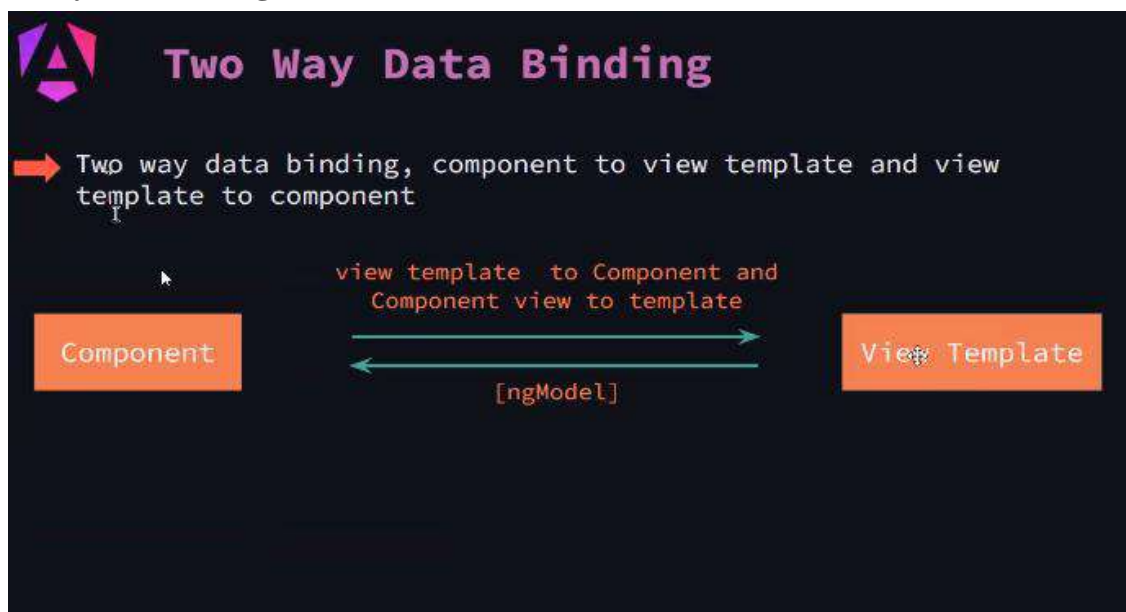 Two Way Data Binding
Two way data binding, component to view template and view
template to component
view template to Component and
Component view to template
Component
View Template
[ngModel]